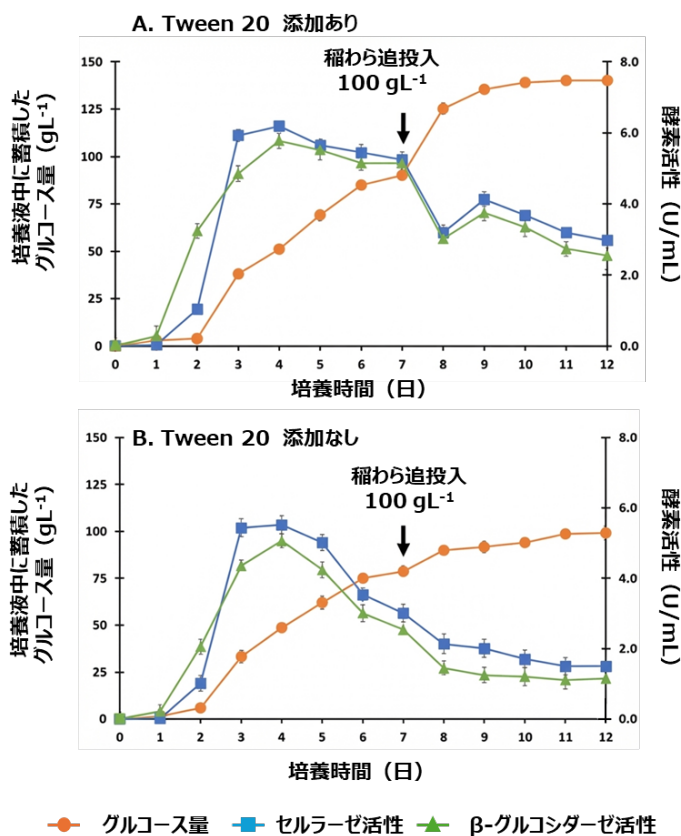 A. Tween 20 添加あり
培養液中に蓄積した
グルコース量（gL-1）
150
125
100
75
50
25
0
稲わら追投入
100 gL-1
8.0
6.0
4.0
2.0
0.0
酵素活性（U/mL）
0 1 2 3 4 5 6 7 8 9 10 11 12
培養時間（日）
B. Tween 20 添加なし
培養液中に蓄積した
グルコース量（gL-1）
150
125
100
75
50
25
0
稲わら追投入
100 gL-1
8.0
6.0
4.0
2.0
0.0
酵素活性（U/mL）
0 1 2 3 4 5 6 7 8 9 10 11 12
培養時間（日）
グルコース量 セルラーゼ活性 β-グルコシダーゼ活性